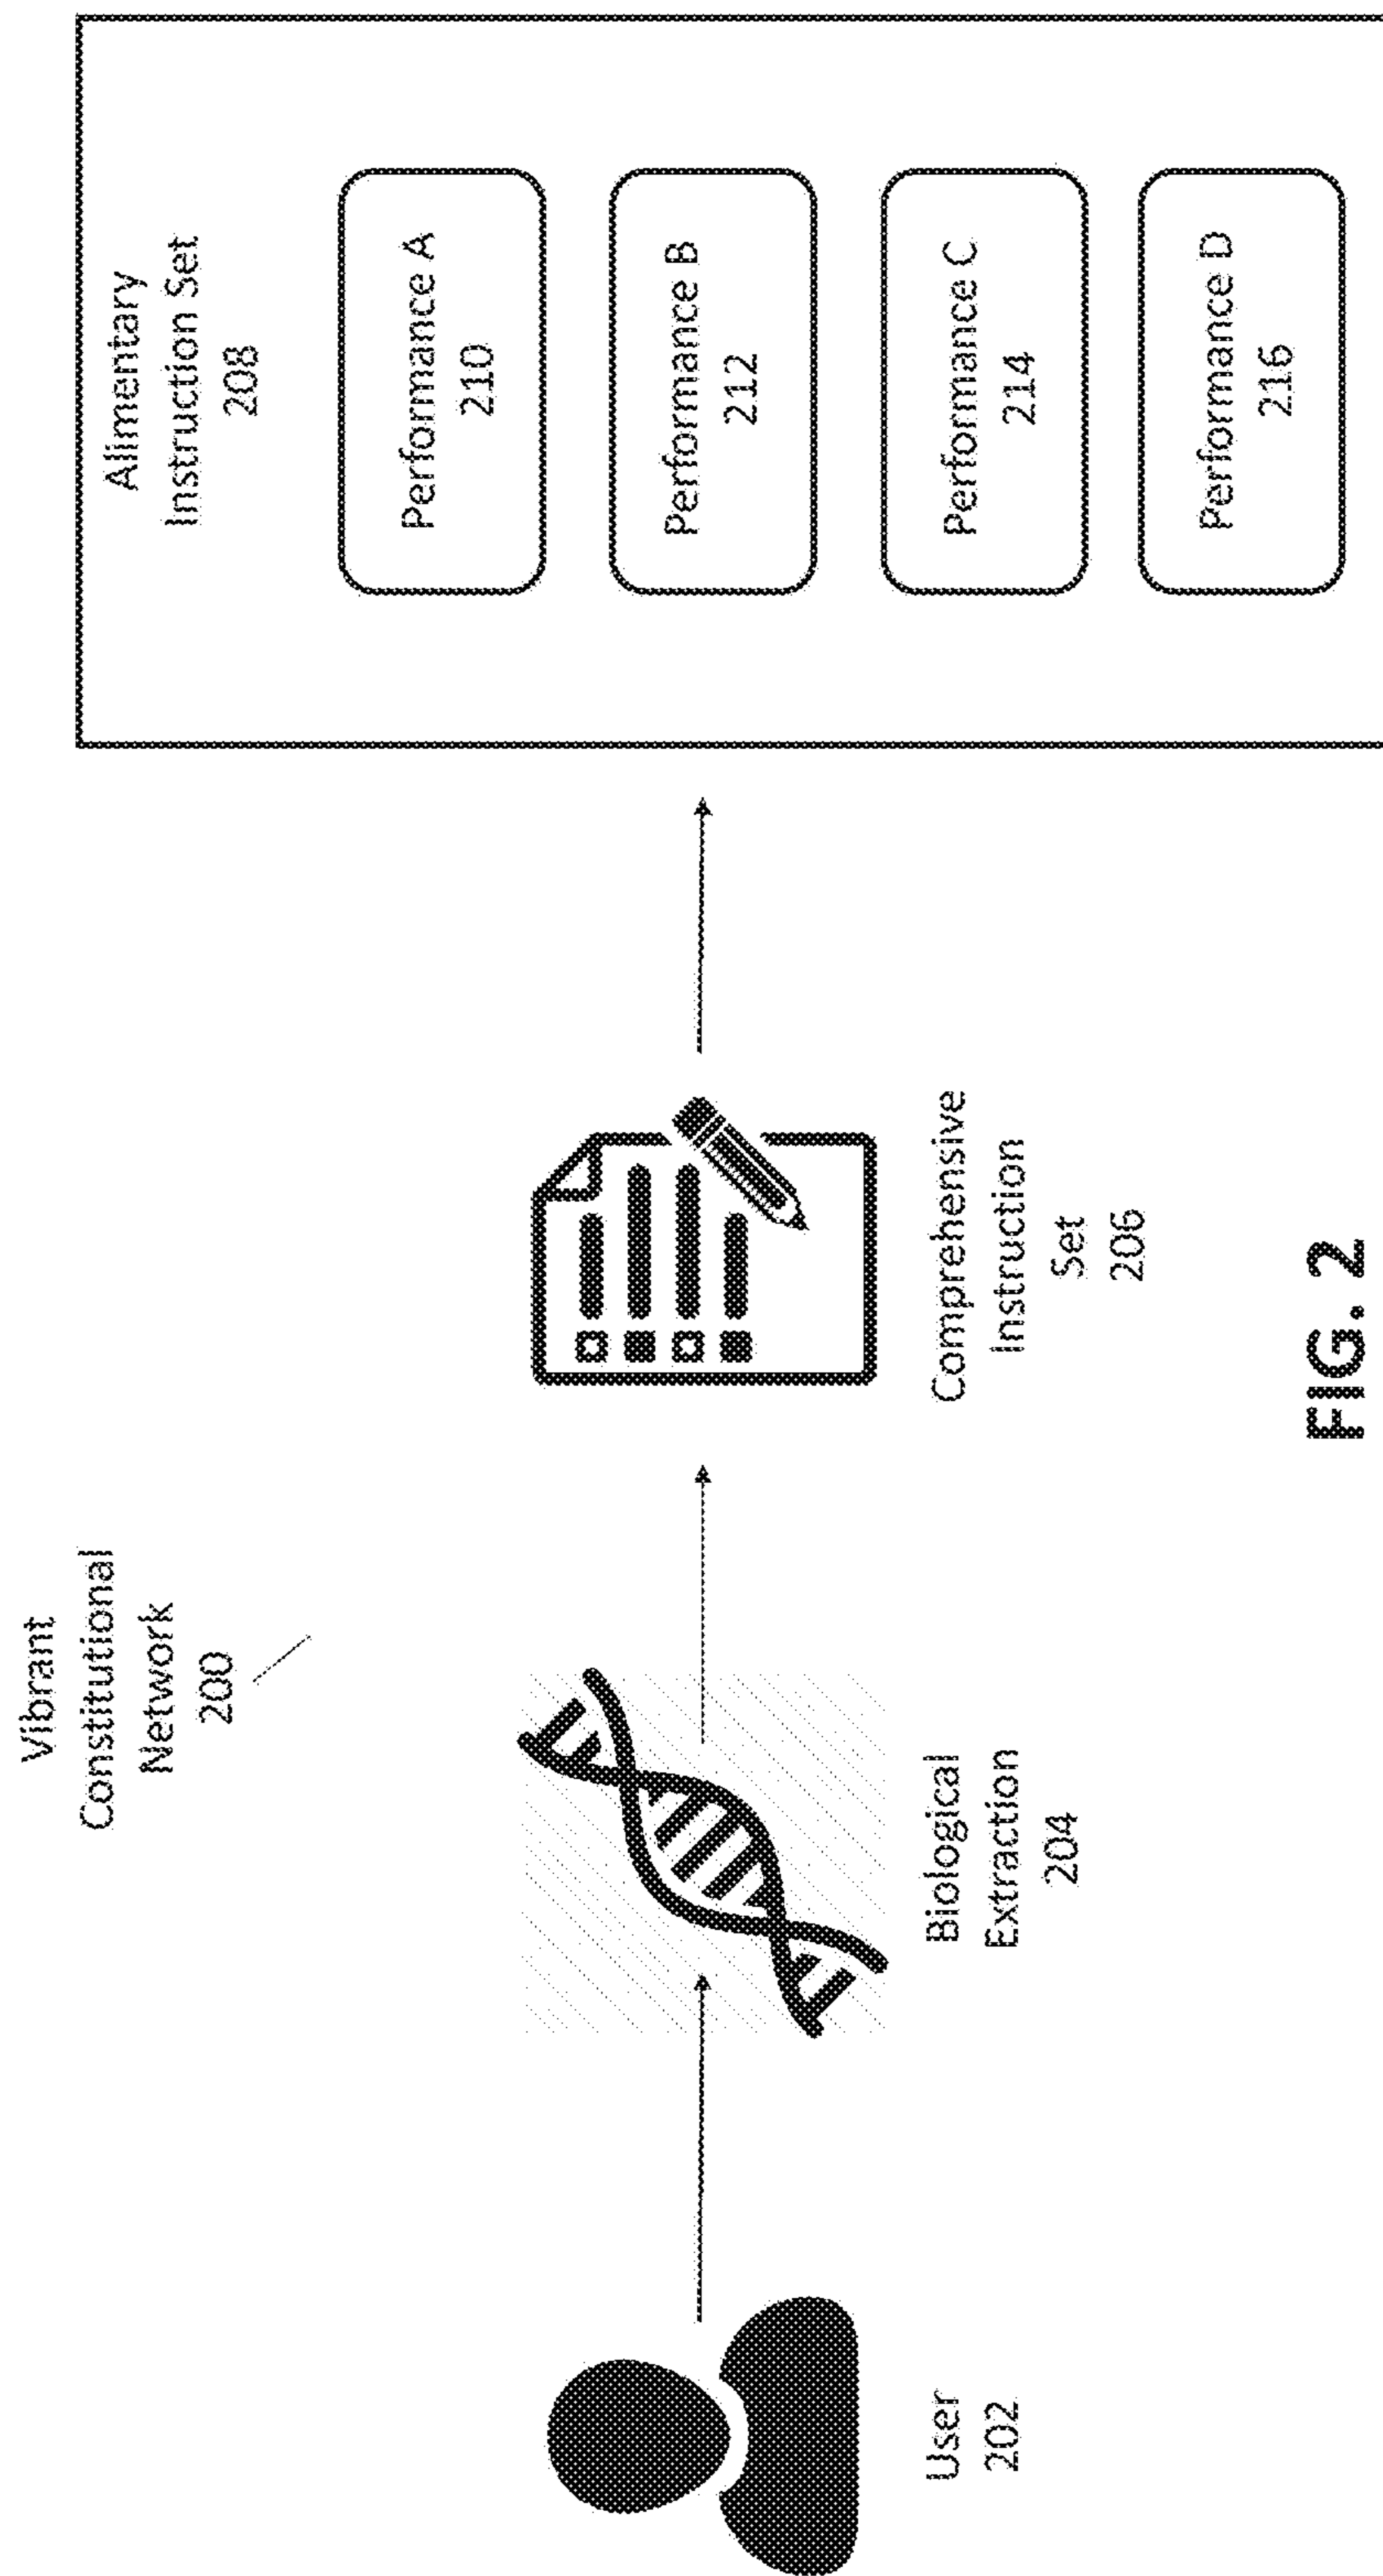 Vibrant
Constitutional
Network
200
User
202
Biological
Extraction
204
Comprehensive
Instruction
Set
206
Alimentary
Instruction Set
208
Performance A
210
Performance B
212
Performance C
214
Performance D
216
FIG. 2